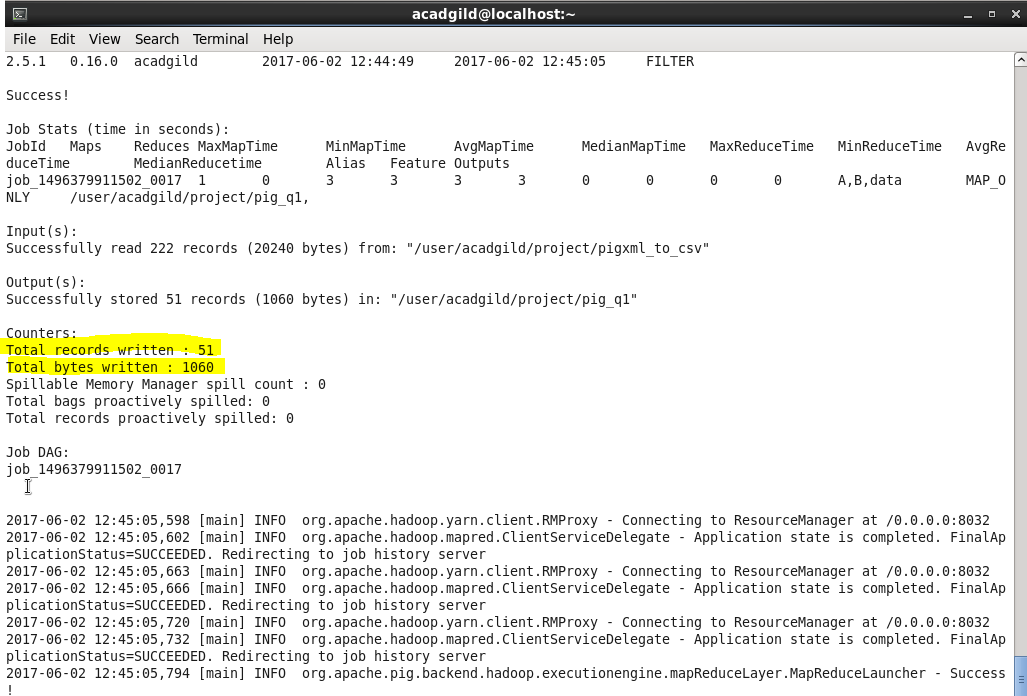 acadgild@localhost:~
File Edit View Search Terminal Help
2.5.1   0.16.0  acadgild        2017-06-02 12:44:49     2017-06-02 12:45:05     FILTER
Success!
Job Stats (time in seconds):
JobId   Maps    Reduces MaxMapTime      MinMapTime      AvgMapTime      MedianMapTime   MaxReduceTime   MinReduceTime   AvgRe
duceTime        MedianReducetime        Alias   Feature Outputs
job_1496379911502_0017  1       0       3       3       3       3       0       0       0       0       A,B,data        MAP_O
NLY     /user/acadgild/project/pig_q1,
Input(s):
Successfully read 222 records (20240 bytes) from: "/user/acadgild/project/pigxml_to_csv"
Output(s):
Successfully stored 51 records (1060 bytes) in: "/user/acadgild/project/pig_q1"
Counters:
Total records written : 51
Total bytes written : 1060
Spillable Memory Manager spill count : 0
Total bags proactively spilled: 0
Total records proactively spilled: 0
Job DAG:
job_1496379911502_0017
2017-06-02 12:45:05,598 [main] INFO  org.apache.hadoop.yarn.client.RMProxy - Connecting to ResourceManager at /0.0.0.0:8032
2017-06-02 12:45:05,602 [main] INFO  org.apache.hadoop.mapred.ClientServiceDelegate - Application state is completed. FinalAp
plicationStatus=SUCCEEDED. Redirecting to job history server
2017-06-02 12:45:05,663 [main] INFO  org.apache.hadoop.yarn.client.RMProxy - Connecting to ResourceManager at /0.0.0.0:8032
2017-06-02 12:45:05,666 [main] INFO  org.apache.hadoop.mapred.ClientServiceDelegate - Application state is completed. FinalAp
plicationStatus=SUCCEEDED. Redirecting to job history server
2017-06-02 12:45:05,720 [main] INFO  org.apache.hadoop.yarn.client.RMProxy - Connecting to ResourceManager at /0.0.0.0:8032
2017-06-02 12:45:05,732 [main] INFO  org.apache.hadoop.mapred.ClientServiceDelegate - Application state is completed. FinalAp
plicationStatus=SUCCEEDED. Redirecting to job history server
2017-06-02 12:45:05,794 [main] INFO  org.apache.pig.backend.hadoop.executionengine.mapReduceLayer.MapReduceLauncher - Success
!